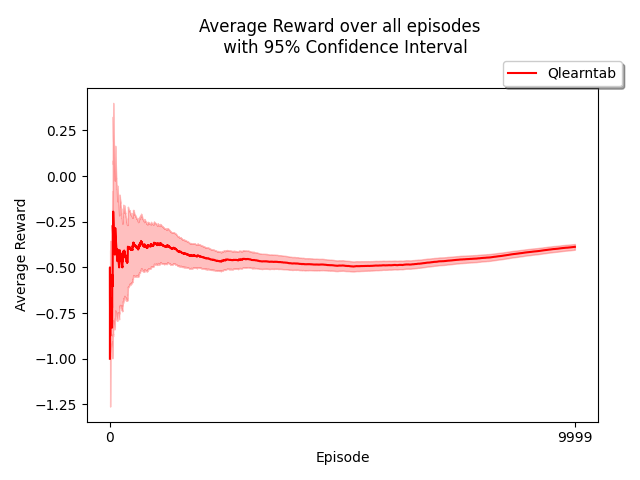 Average Reward over all episodes
with 95% Confidence Interval
Qlearntab
0.25
0.00
−0.25
−0.50
−0.75
−1.00
−1.25
Average Reward
0
9999
Episode